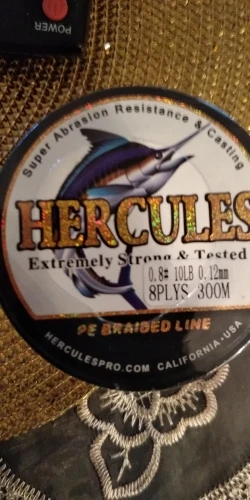 POWER
Super Abrasion Resistance & Casting
HERCULES
Extremely Strong & Tested
0.8# 10LB 0.12mm
8PLYS 300M
PE BRAIDED LINE
HERCULESPRO.COM CALIFORNIA·USA